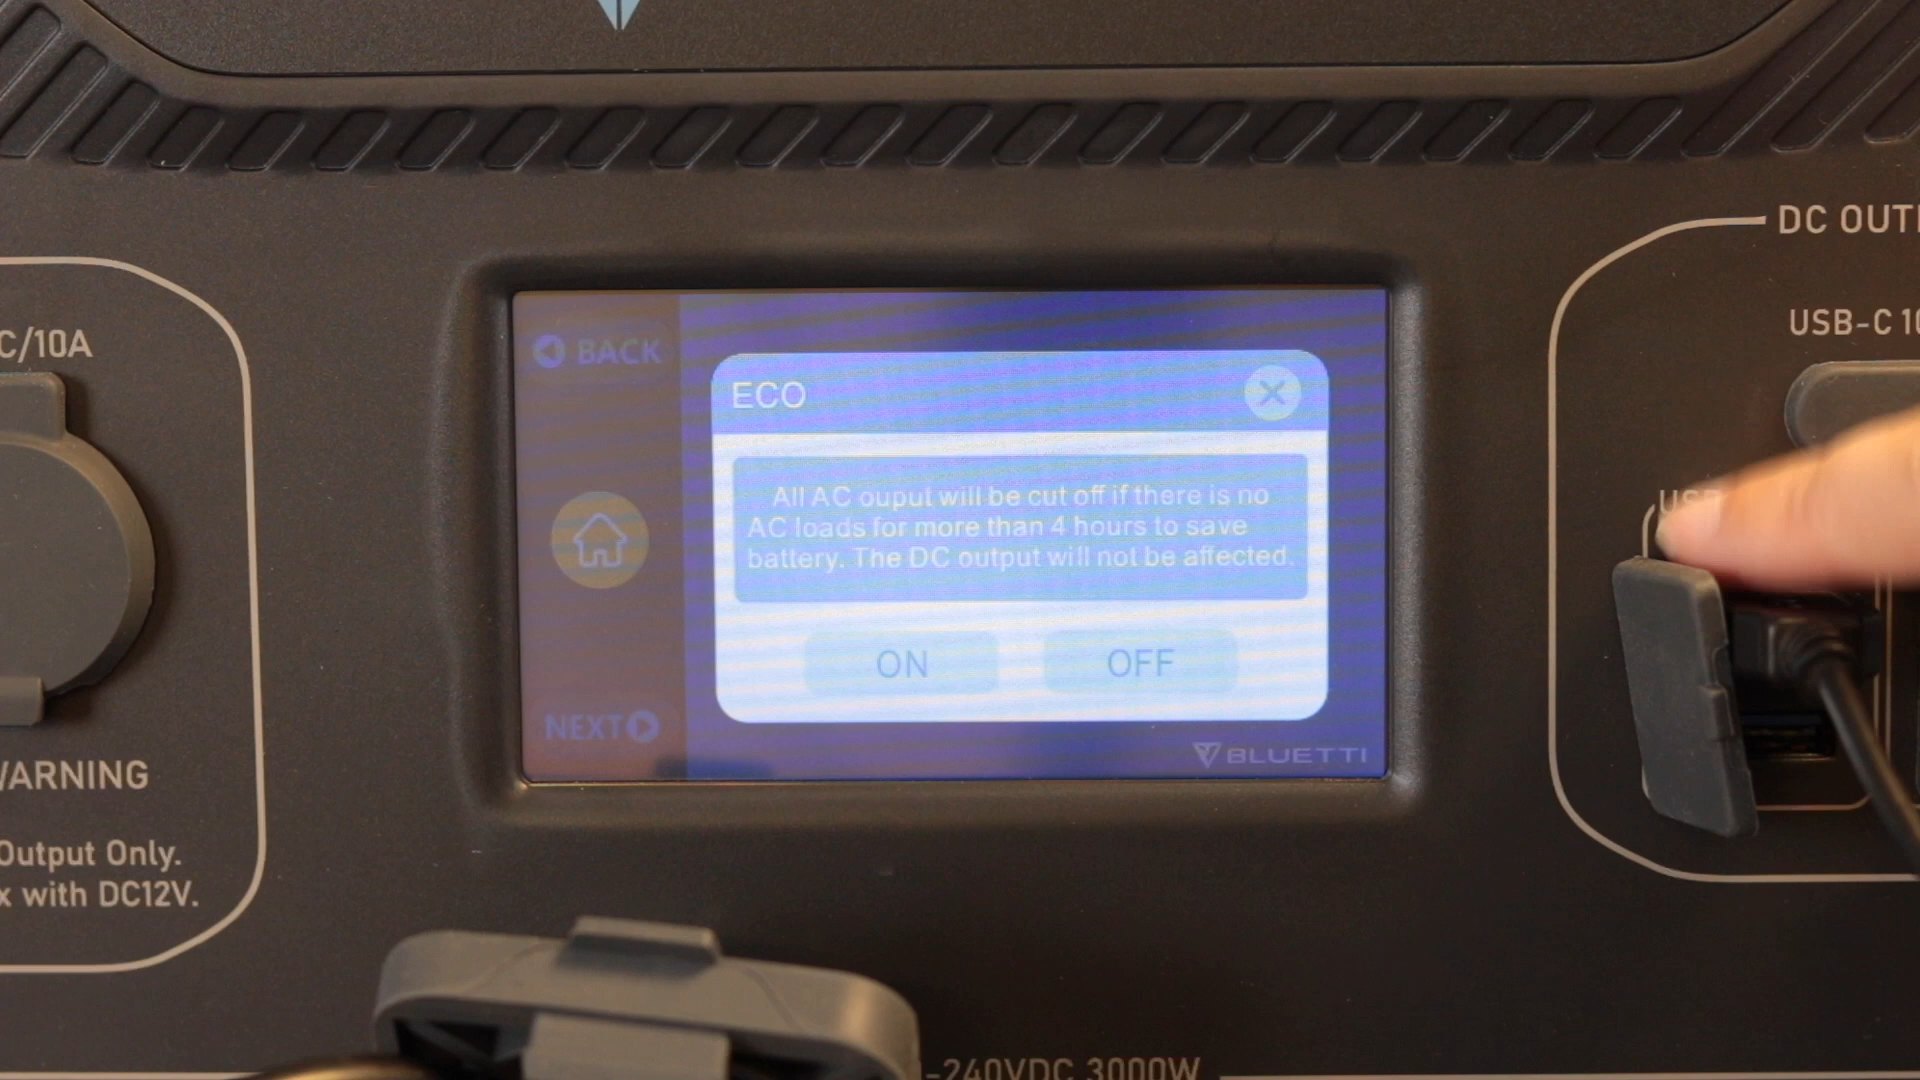 DC OUT
C/10A
USB-C 10
BACK
ECO
All AC ouput will be cut off if there is no
AC loads for more than 4 hours to save
battery. The DC output will not be affected.
ON
OFF
NEXT
BLUETTI
USB
WARNING
Output Only.
x with DC12V.
-240VDC 3000W